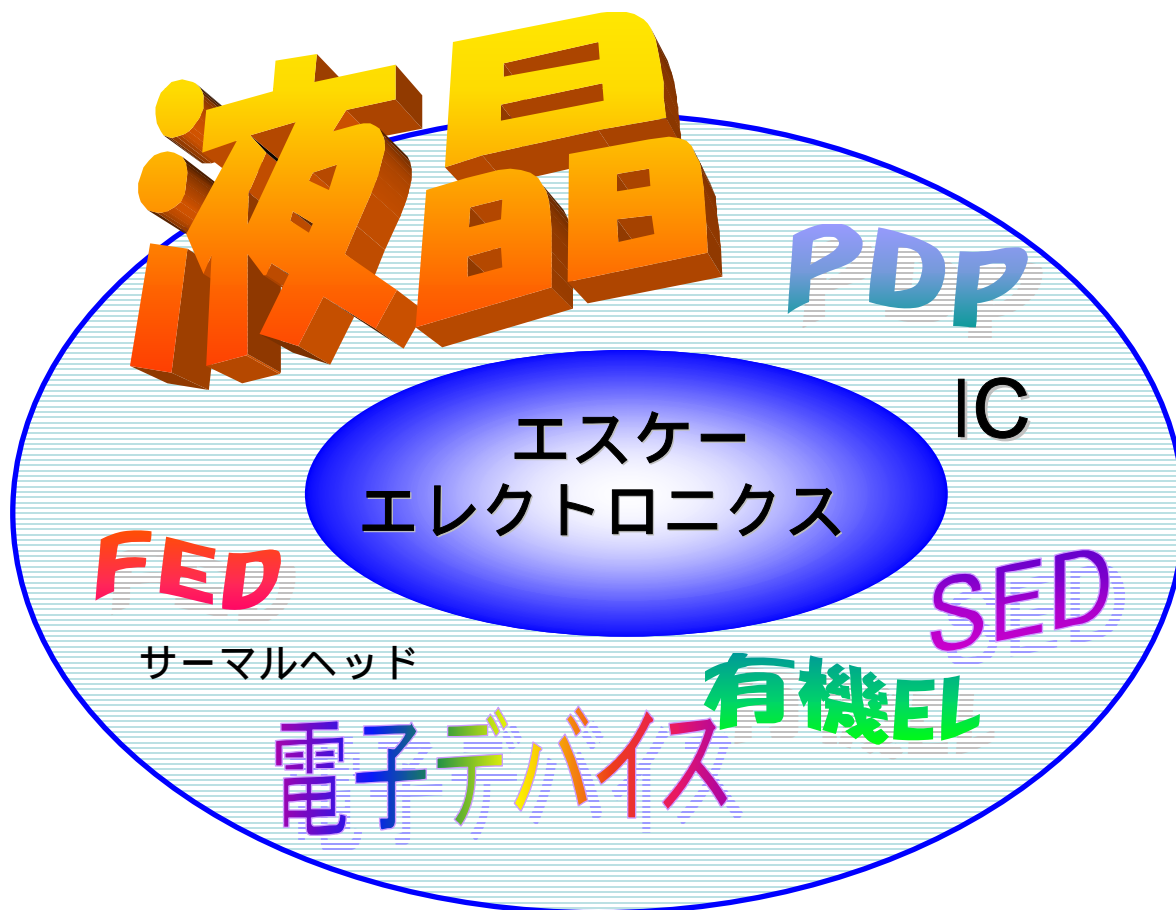 液晶
PDP
IC
エスケー
エレクトロニクス
FED
SED
サーマルヘッド
有機EL
電子デバイス